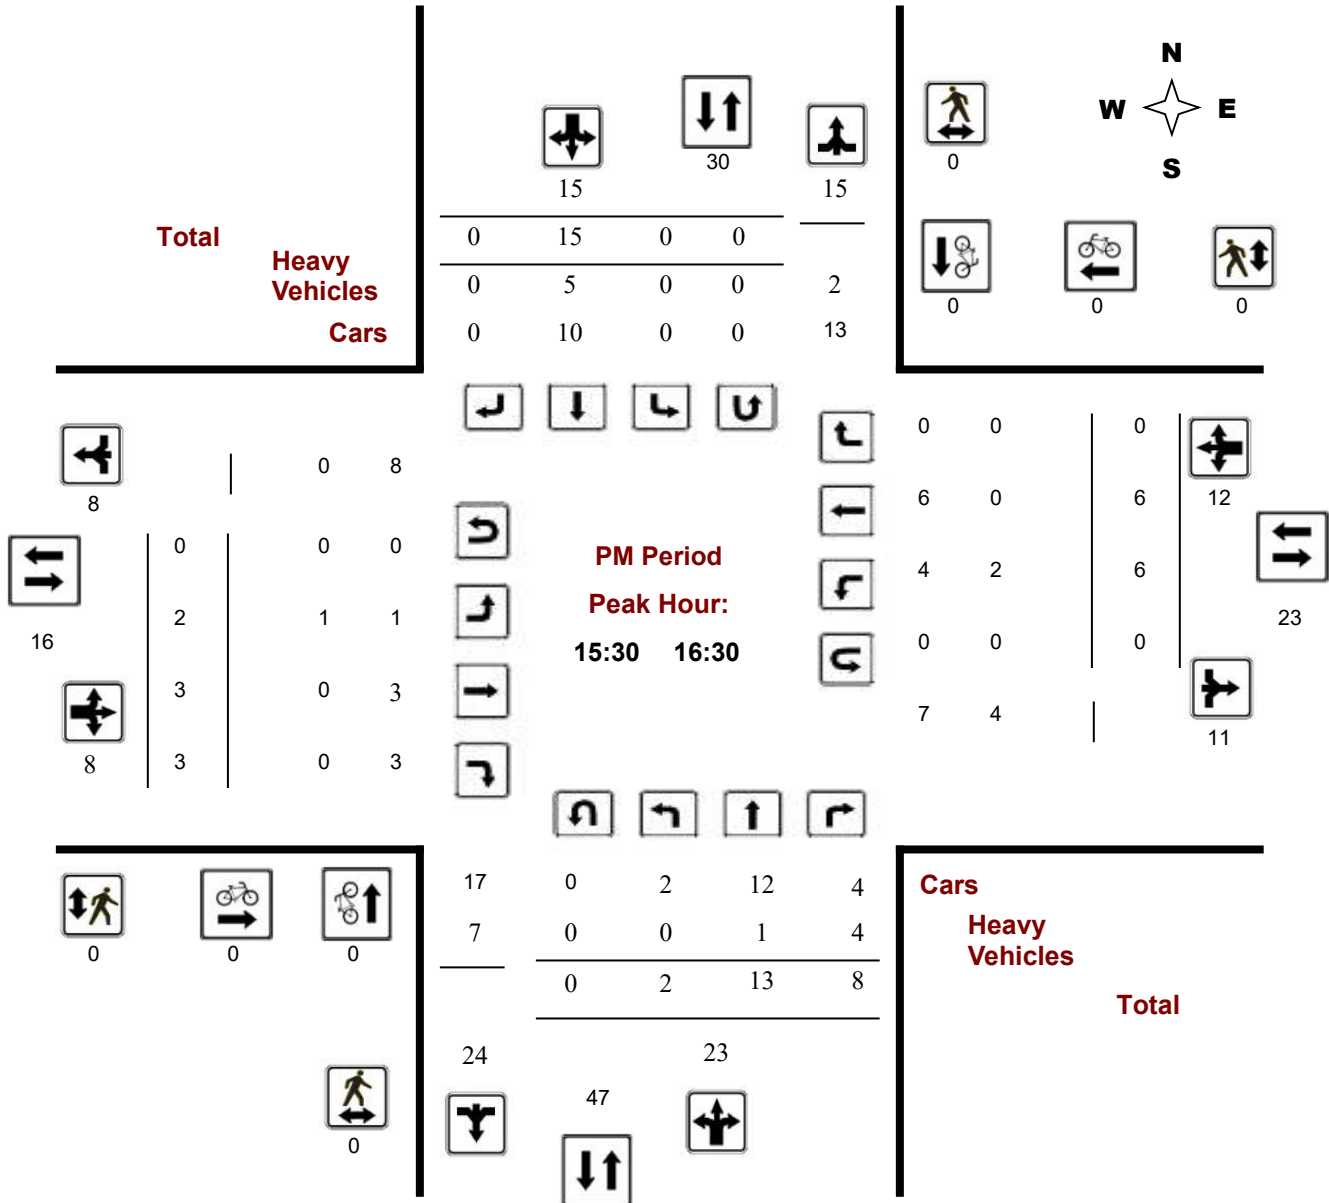 N
W E
S
30
0
15 15
Total
0 15 0 0
Heavy
Vehicles
0 5 0 0 2
Cars
0 10 0 0 13
0 0 0
0 0 0
0 8
8
6 0 6
12
0 0 0
PM Period
4 2 6
Peak Hour:
2 1 1
23
16
15:30 16:30
0 0 0
3 0 3
7 4
11
8
3 0 3
17 0 2 12 4
Cars
7 0 0 1 4
Heavy
Vehicles
0 0 0
0 2 13 8
Total
24 23
47
0